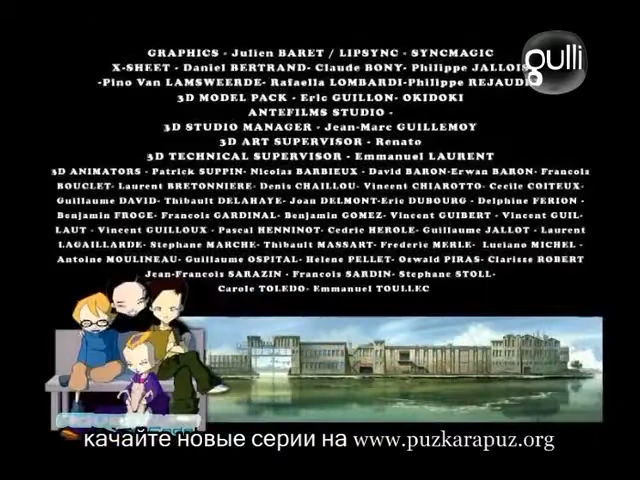 gulli
GRAPHICS - Julien BARET / LIPSYNC - SYNCMAGIC
X-SHEET - Daniel BERTRAND- Claude BONY- Philippe JALLOIS
-Pino Van LAMSWEERDE- Rafaella LOMBARDI-Philippe REJAUD
3D MODEL PACK - Eric GUILLON- OKIDOKI
ANTEFILMS STUDIO -
3D STUDIO MANAGER - Jean-Marc GUILLEMOY
3D ART SUPERVISOR - Renato
3D TECHNICAL SUPERVISOR - Emmanuel LAURENT
3D ANIMATORS - Patrick SUPPIN- Nicolas BARBIEUX - David BARON-Erwan BARON- Francois
BOUCLET- Laurent BRETONNIERE- Denis CHAILLOU- Vincent CHIAROTTO- Cecile COITEUX-
Guillaume DAVID- Thibault DELAHAYE- Joan DELMONT-Eric DUBOURG - Delphine FERION -
Benjamin FROGE- Francois GARDINAL- Benjamin GOMEZ- Vincent GUIBERT - Vincent GUIL-
LAUT - Vincent GUILLOUX - Pascal HENNINOT- Cedric HEROLE- Guillaume JALLOT - Laurent
LAGAILLARDE- Stephane MARCHE- Thibault MASSART- Frederic MERLE- Luciano MICHEL -
Antoine MOULINEAU- Guillaume OSPITAL- Helene PELLET- Oswald PIRAS- Clarisse ROBERT
Jean-Francois SARAZIN - Francois SARDIN- Stephane STOLL-
Carole TOLEDO- Emmanuel TOULLEC
качайте новые серии на www.puzkarapuz.org